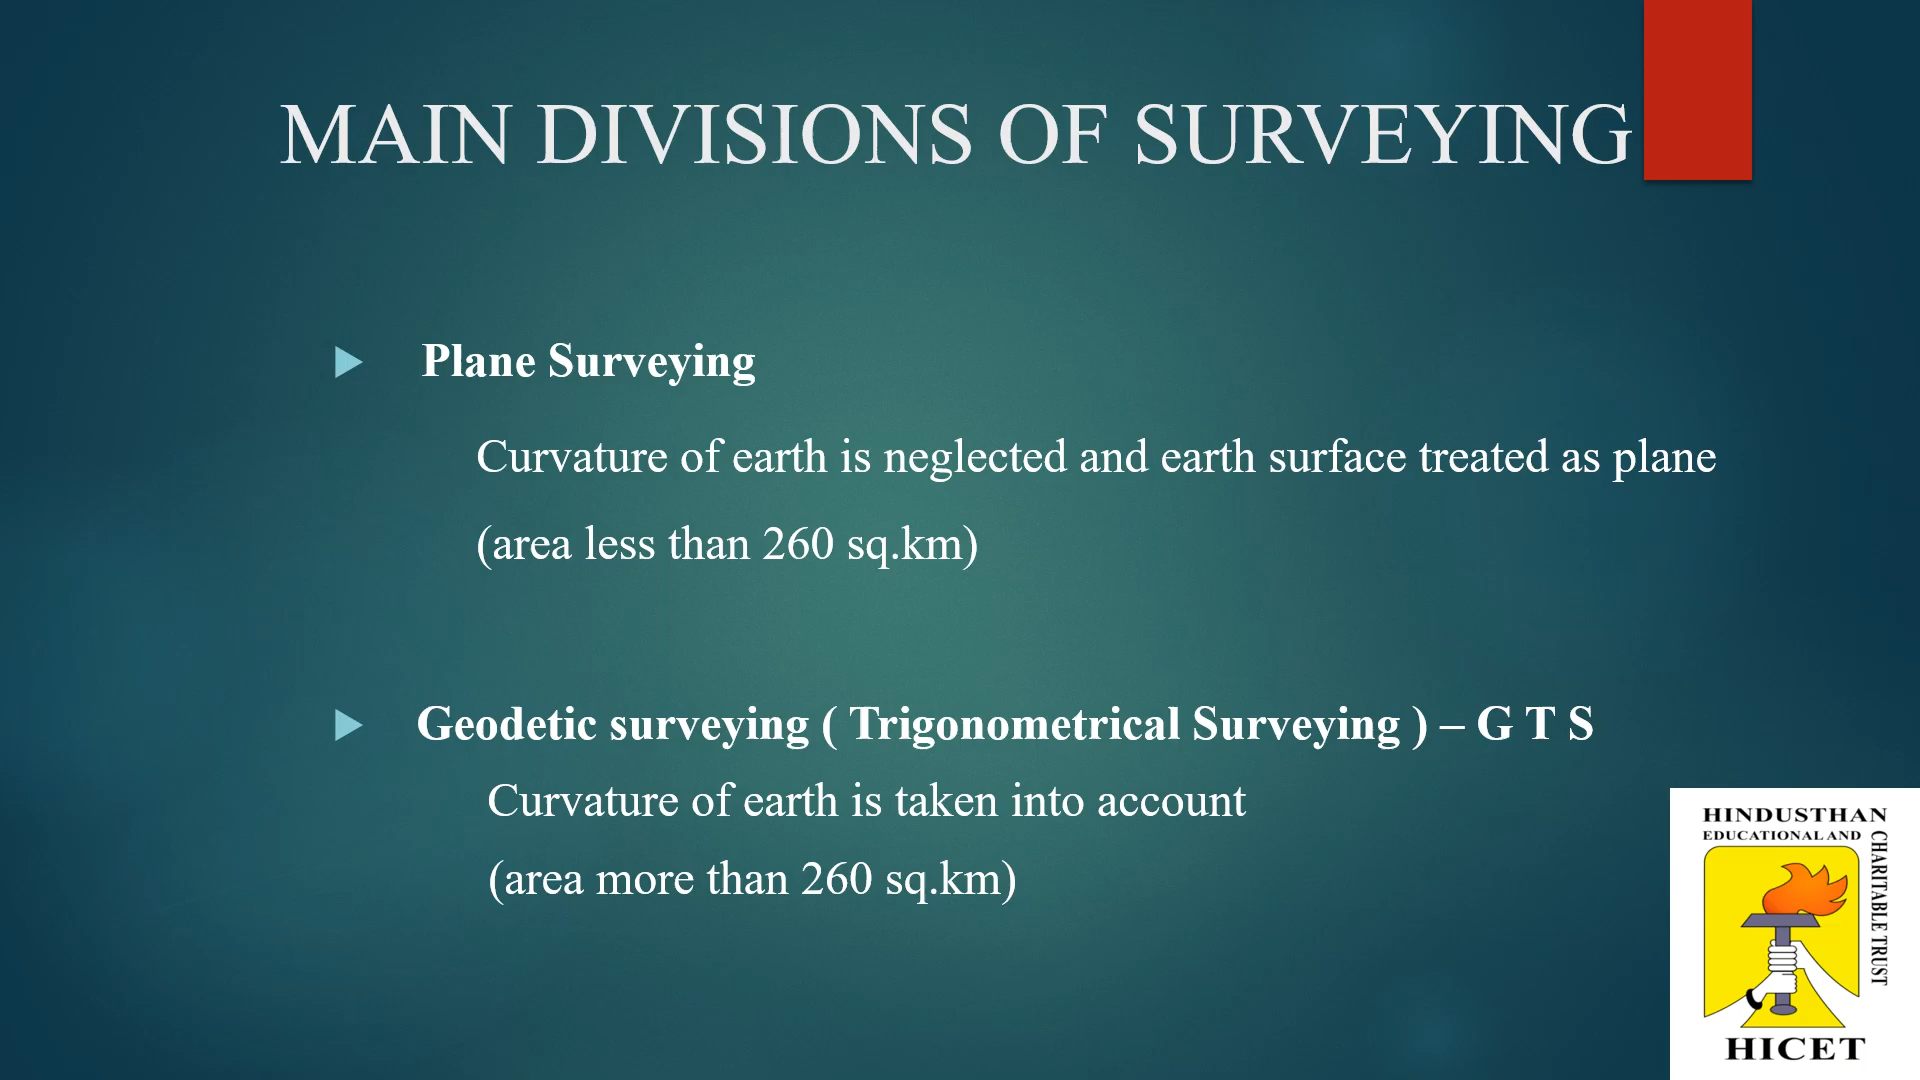 MAIN DIVISIONS OF SURVEYING
Plane Surveying
Curvature of earth is neglected and earth surface treated as plane
(area less than 260 sq.km)
Geodetic surveying ( Trigonometrical Surveying ) – G T S
Curvature of earth is taken into account
(area more than 260 sq.km)
HINDUSTHAN
EDUCATIONAL AND
CHARITABLE TRUST
HICET